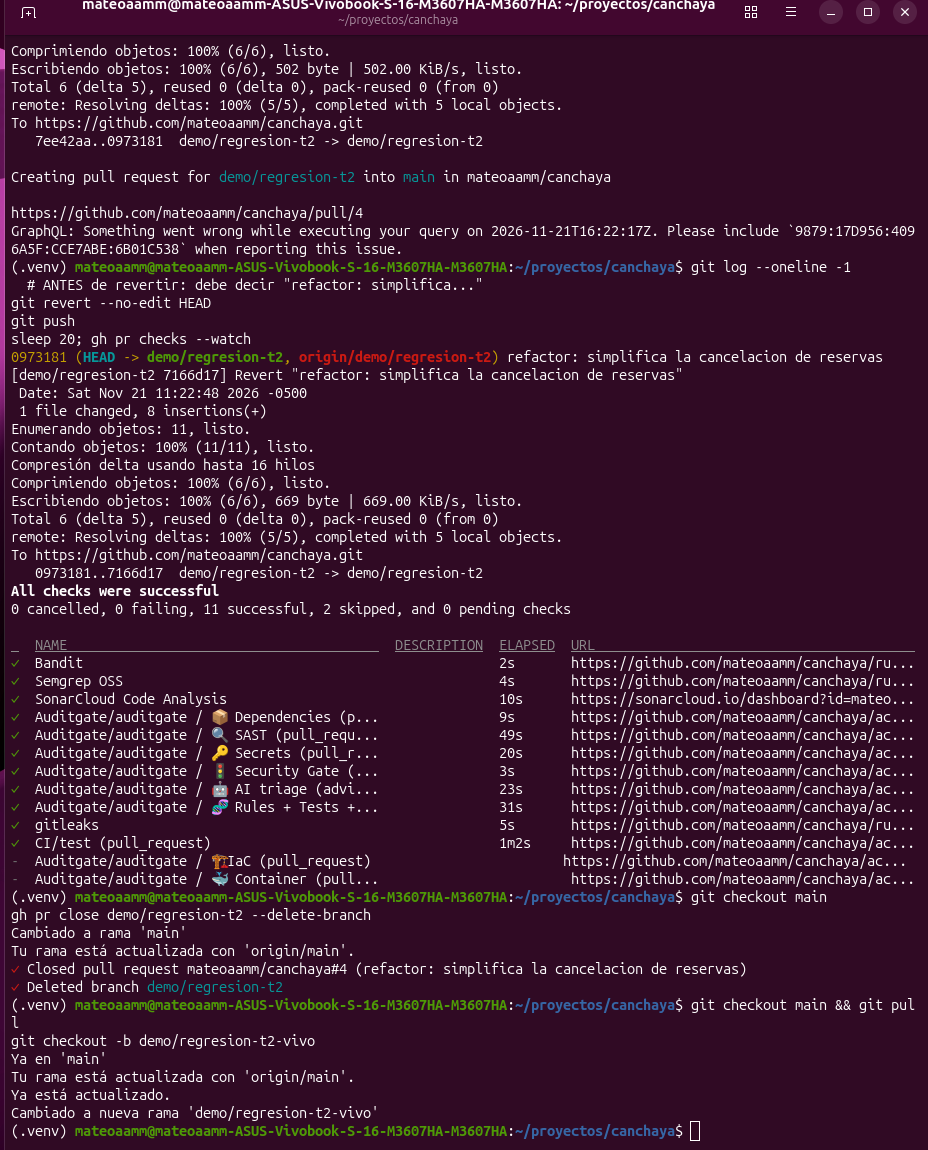 mateoaamm@mateoaamm-ASUS-Vivobook-S-16-M3607HA-M3607HA: ~/proyectos/canchaya
~/proyectos/canchaya
Comprimiendo objetos: 100% (6/6), listo.
Escribiendo objetos: 100% (6/6), 502 byte | 502.00 KiB/s, listo.
Total 6 (delta 5), reused 0 (delta 0), pack-reused 0 (from 0)
remote: Resolving deltas: 100% (5/5), completed with 5 local objects.
To https://github.com/mateoaamm/canchaya.git
   7ee42aa..0973181  demo/regresion-t2 -> demo/regresion-t2

Creating pull request for demo/regresion-t2 into main in mateoaamm/canchaya

https://github.com/mateoaamm/canchaya/pull/4
GraphQL: Something went wrong while executing your query on 2026-11-21T16:22:17Z. Please include `9879:17D956:409
6A5F:CCE7ABE:6B01C538` when reporting this issue.
(.venv) mateoaamm@mateoaamm-ASUS-Vivobook-S-16-M3607HA-M3607HA:~/proyectos/canchaya$ git log --oneline -1
  # ANTES de revertir: debe decir "refactor: simplifica..."
git revert --no-edit HEAD
git push
sleep 20; gh pr checks --watch
0973181 (HEAD -> demo/regresion-t2, origin/demo/regresion-t2) refactor: simplifica la cancelacion de reservas
[demo/regresion-t2 7166d17] Revert "refactor: simplifica la cancelacion de reservas"
 Date: Sat Nov 21 11:22:48 2026 -0500
 1 file changed, 8 insertions(+)
Enumerando objetos: 11, listo.
Contando objetos: 100% (11/11), listo.
Compresión delta usando hasta 16 hilos
Comprimiendo objetos: 100% (6/6), listo.
Escribiendo objetos: 100% (6/6), 669 byte | 669.00 KiB/s, listo.
Total 6 (delta 5), reused 0 (delta 0), pack-reused 0 (from 0)
remote: Resolving deltas: 100% (5/5), completed with 5 local objects.
To https://github.com/mateoaamm/canchaya.git
   0973181..7166d17  demo/regresion-t2 -> demo/regresion-t2
All checks were successful
0 cancelled, 0 failing, 11 successful, 2 skipped, and 0 pending checks

_  NAME  DESCRIPTION  ELAPSED  URL
✓  Bandit  2s  https://github.com/mateoaamm/canchaya/ru...
✓  Semgrep OSS  4s  https://github.com/mateoaamm/canchaya/ru...
✓  SonarCloud Code Analysis  10s  https://sonarcloud.io/dashboard?id=mateo...
✓  Auditgate/auditgate / 📦 Dependencies (p...  9s  https://github.com/mateoaamm/canchaya/ac...
✓  Auditgate/auditgate / 🔍 SAST (pull_requ...  49s  https://github.com/mateoaamm/canchaya/ac...
✓  Auditgate/auditgate / 🔑 Secrets (pull_r...  20s  https://github.com/mateoaamm/canchaya/ac...
✓  Auditgate/auditgate / 🚦 Security Gate (...  3s  https://github.com/mateoaamm/canchaya/ac...
✓  Auditgate/auditgate / 🤖 AI triage (advi...  23s  https://github.com/mateoaamm/canchaya/ac...
✓  Auditgate/auditgate / 🧬 Rules + Tests +...  31s  https://github.com/mateoaamm/canchaya/ac...
✓  gitleaks  5s  https://github.com/mateoaamm/canchaya/ru...
✓  CI/test (pull_request)  1m2s  https://github.com/mateoaamm/canchaya/ac...
-  Auditgate/auditgate / 🏗️IaC (pull_request)  https://github.com/mateoaamm/canchaya/ac...
-  Auditgate/auditgate / 🐳 Container (pull...  https://github.com/mateoaamm/canchaya/ac...
(.venv) mateoaamm@mateoaamm-ASUS-Vivobook-S-16-M3607HA-M3607HA:~/proyectos/canchaya$ git checkout main
gh pr close demo/regresion-t2 --delete-branch
Cambiado a rama 'main'
Tu rama está actualizada con 'origin/main'.
✓ Closed pull request mateoaamm/canchaya#4 (refactor: simplifica la cancelacion de reservas)
✓ Deleted branch demo/regresion-t2
(.venv) mateoaamm@mateoaamm-ASUS-Vivobook-S-16-M3607HA-M3607HA:~/proyectos/canchaya$ git checkout main && git pul
l
git checkout -b demo/regresion-t2-vivo
Ya en 'main'
Tu rama está actualizada con 'origin/main'.
Ya está actualizado.
Cambiado a nueva rama 'demo/regresion-t2-vivo'
(.venv) mateoaamm@mateoaamm-ASUS-Vivobook-S-16-M3607HA-M3607HA:~/proyectos/canchaya$